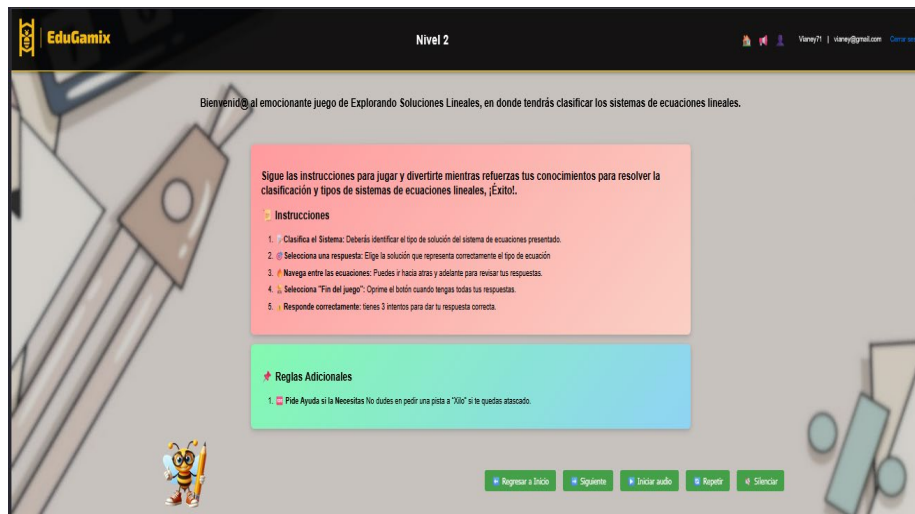 EduGamix
Nivel 2
Vianey71 | vianey@gmail.com Cerrar
Bienvenid@ al emocionante juego de Explorando Soluciones Lineales, en donde tendrás clasificar los sistemas de ecuaciones lineales.
Sigue las instrucciones para jugar y divertirte mientras refuerzas tus conocimientos para resolver la
clasificación y tipos de sistemas de ecuaciones lineales, ¡Éxito!.
Instrucciones
1. Clasifica el Sistema: Deberás identificar el tipo de solución del sistema de ecuaciones presentado.
2. Selecciona una respuesta: Elige la solución que representa correctamente el tipo de ecuación
3. Navega entre las ecuaciones: Puedes ir hacia atras y adelante para revisar tus respuestas.
4. Selecciona "Fin del juego": Oprime el botón cuando tengas todas tus respuestas.
5. Responde correctamente: tienes 3 intentos para dar tu respuesta correcta.
Reglas Adicionales
1. Pide Ayuda si la Necesitas No dudes en pedir una pista a "Xilo" si te quedas atascado.
Regresar a Inicio Siguiente Iniciar audio Repetir Silenciar